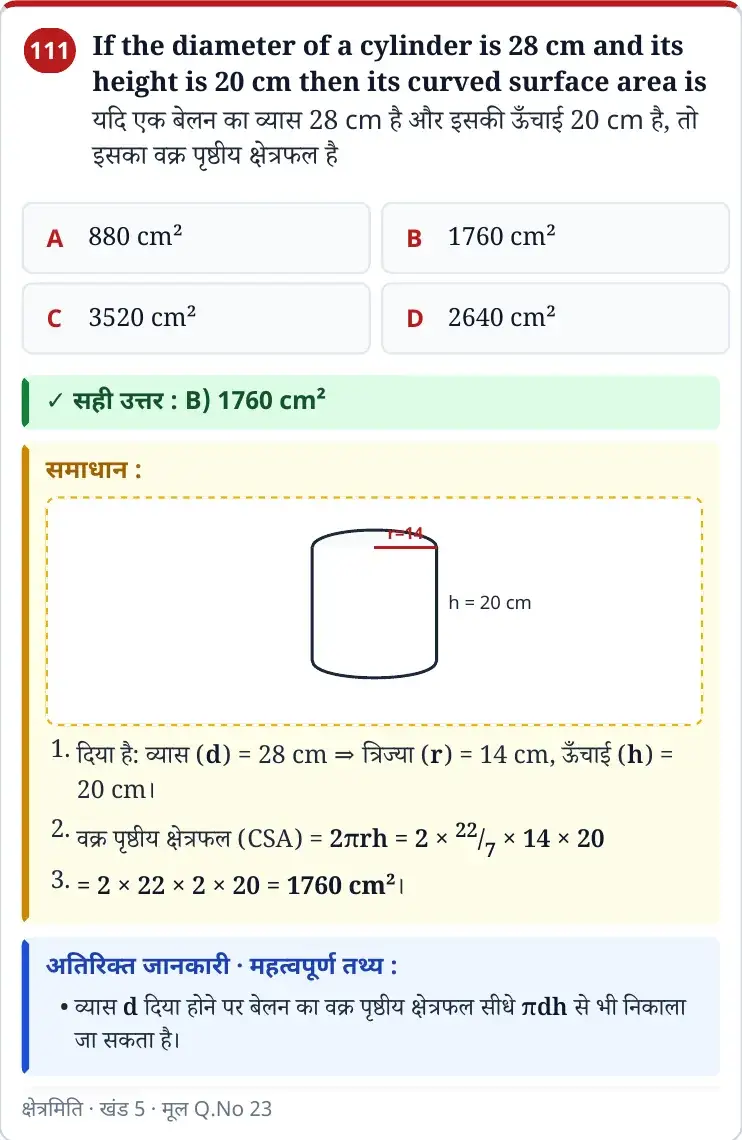 111 If the diameter of a cylinder is 28 cm and its
height is 20 cm then its curved surface area is
यदि एक बेलन का व्यास 28 cm है और इसकी ऊँचाई 20 cm है, तो
इसका वक्र पृष्ठीय क्षेत्रफल है
A 880 cm²
B 1760 cm²
C 3520 cm²
D 2640 cm²
✓ सही उत्तर : B) 1760 cm²
समाधान :
r=14
h = 20 cm
1. दिया है: व्यास (d) = 28 cm ⇒ त्रिज्या (r) = 14 cm, ऊँचाई (h) =
20 cm।
2. वक्र पृष्ठीय क्षेत्रफल (CSA) = 2πrh = 2 × ²²/₇ × 14 × 20
3. = 2 × 22 × 2 × 20 = 1760 cm²।
अतिरिक्त जानकारी · महत्वपूर्ण तथ्य :
• व्यास d दिया होने पर बेलन का वक्र पृष्ठीय क्षेत्रफल सीधे πdh से भी निकाला
जा सकता है।
क्षेत्रमिति · खंड 5 · मूल Q.No 23